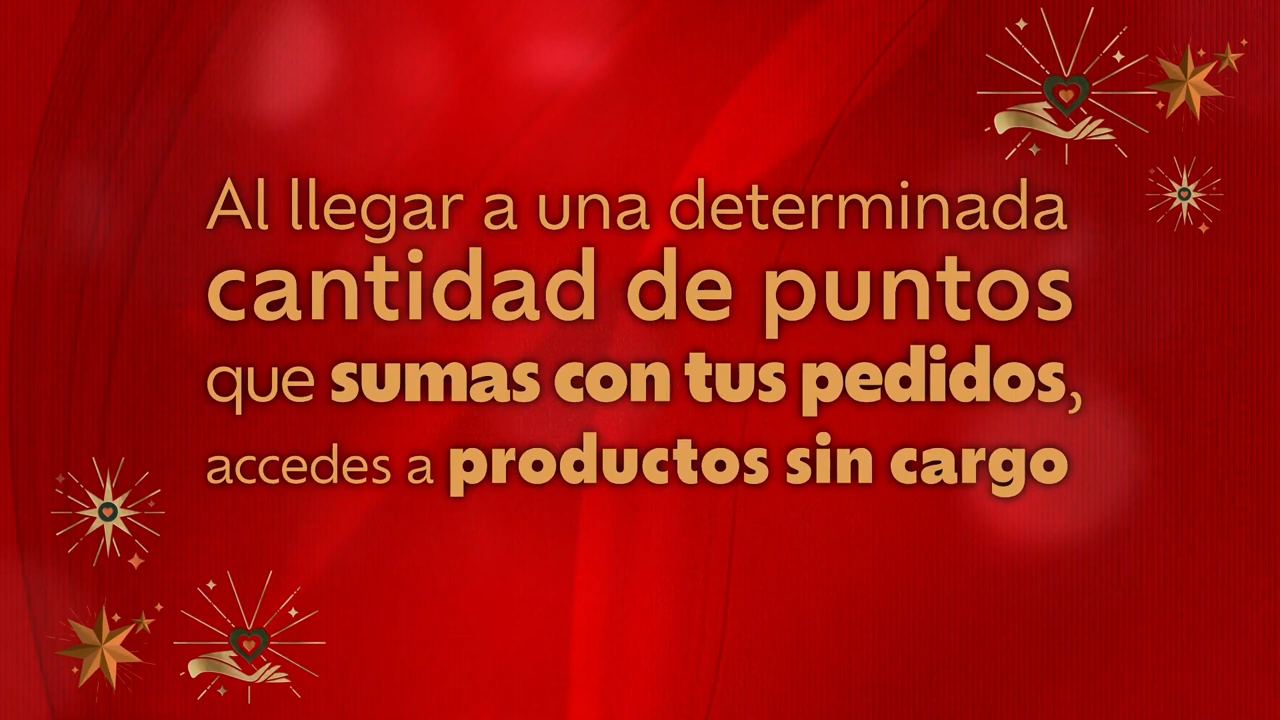 Al llegar a una determinada
cantidad de puntos
que sumas con tus pedidos,
accedes a productos sin cargo